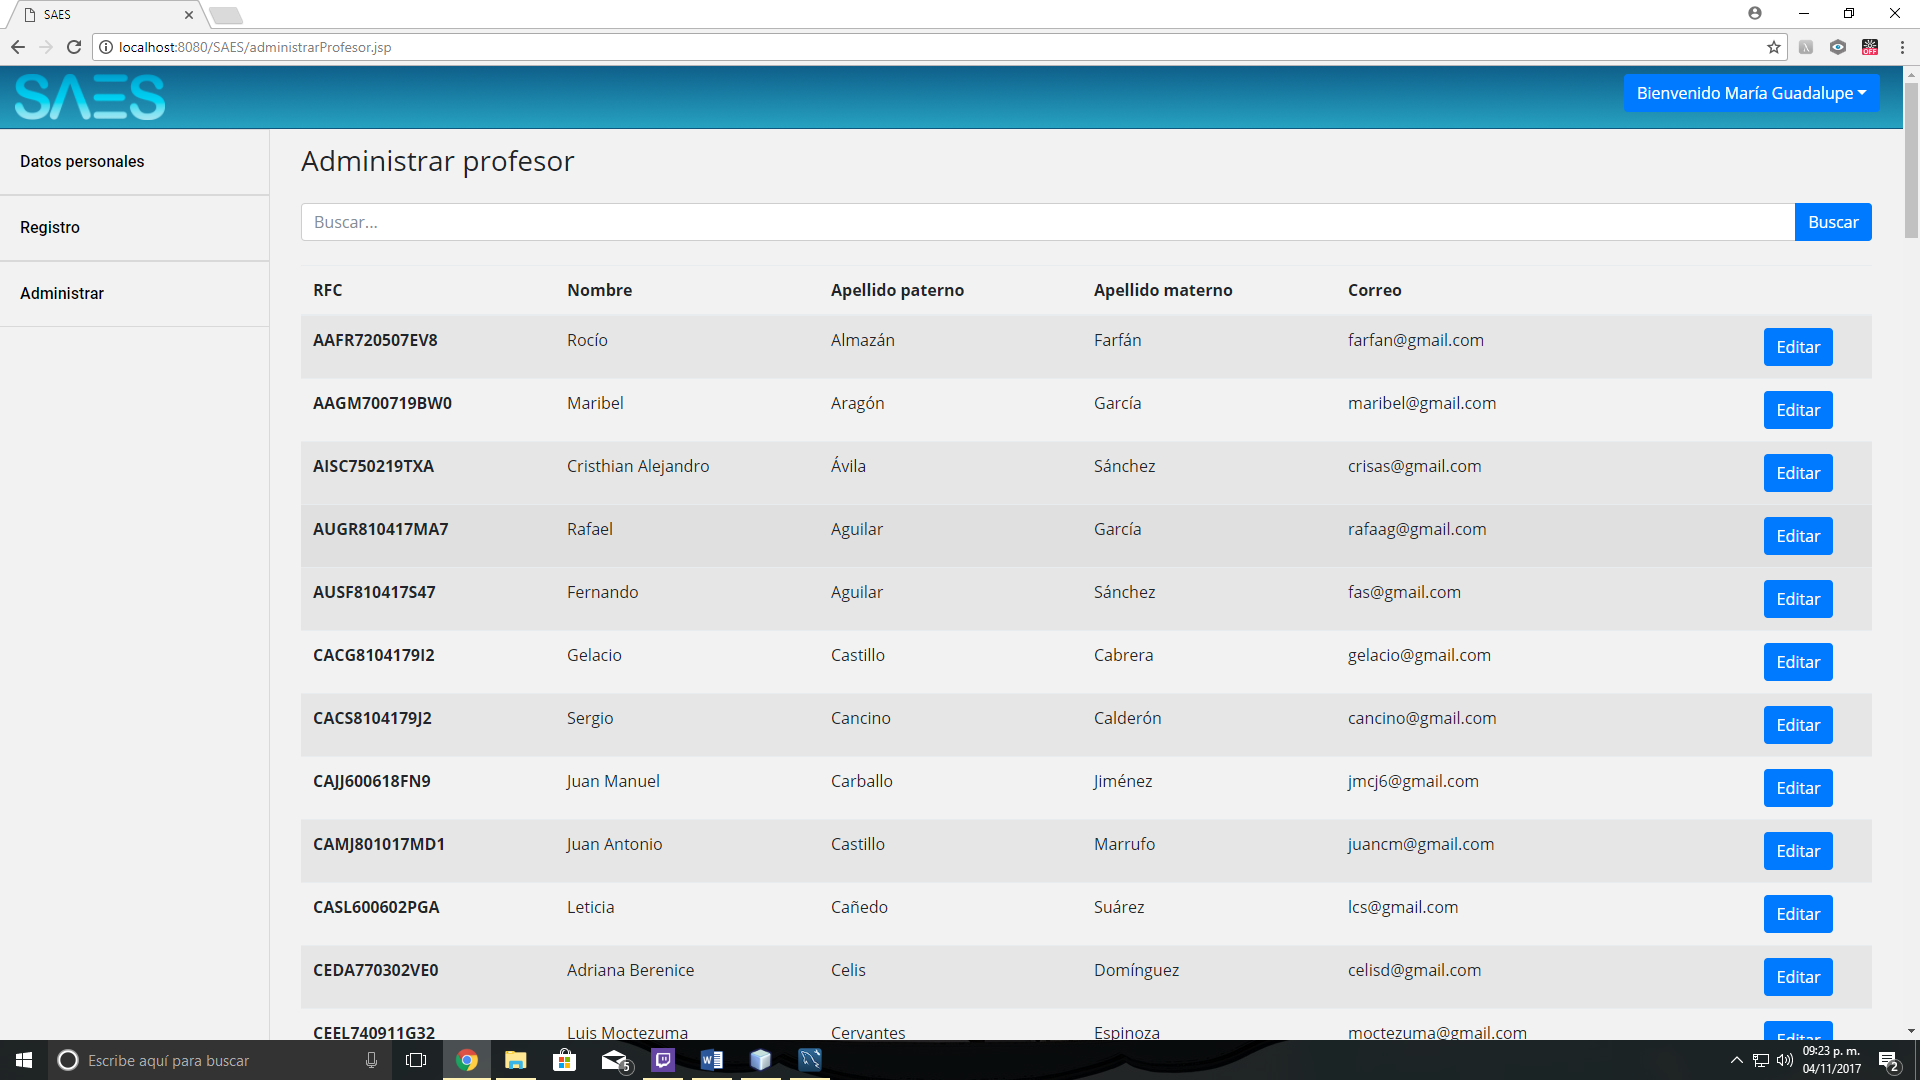 SAES
localhost:8080/SAES/administrarProfesor.jsp
OFF
SAES
Bienvenido María Guadalupe
Datos personales
Registro
Administrar
Administrar profesor
Buscar...
Buscar
RFC Nombre Apellido paterno Apellido materno Correo
AAFR720507EV8 Rocío Almazán Farfán farfan@gmail.com Editar
AAGM700719BW0 Maribel Aragón García maribel@gmail.com Editar
AISC750219TXA Cristhian Alejandro Ávila Sánchez crisas@gmail.com Editar
AUGR810417MA7 Rafael Aguilar García rafaag@gmail.com Editar
AUSF810417S47 Fernando Aguilar Sánchez fas@gmail.com Editar
CACG8104179I2 Gelacio Castillo Cabrera gelacio@gmail.com Editar
CACS8104179J2 Sergio Cancino Calderón cancino@gmail.com Editar
CAJJ600618FN9 Juan Manuel Carballo Jiménez jmcj6@gmail.com Editar
CAMJ801017MD1 Juan Antonio Castillo Marrufo juancm@gmail.com Editar
CASL600602PGA Leticia Cañedo Suárez lcs@gmail.com Editar
CEDA770302VE0 Adriana Berenice Celis Domínguez celisd@gmail.com Editar
CEEL740911G32 Luis Moctezuma Cervantes Espinoza moctezuma@gmail.com Editar
Escribe aquí para buscar
5
09:23 p. m.
04/11/2017
2